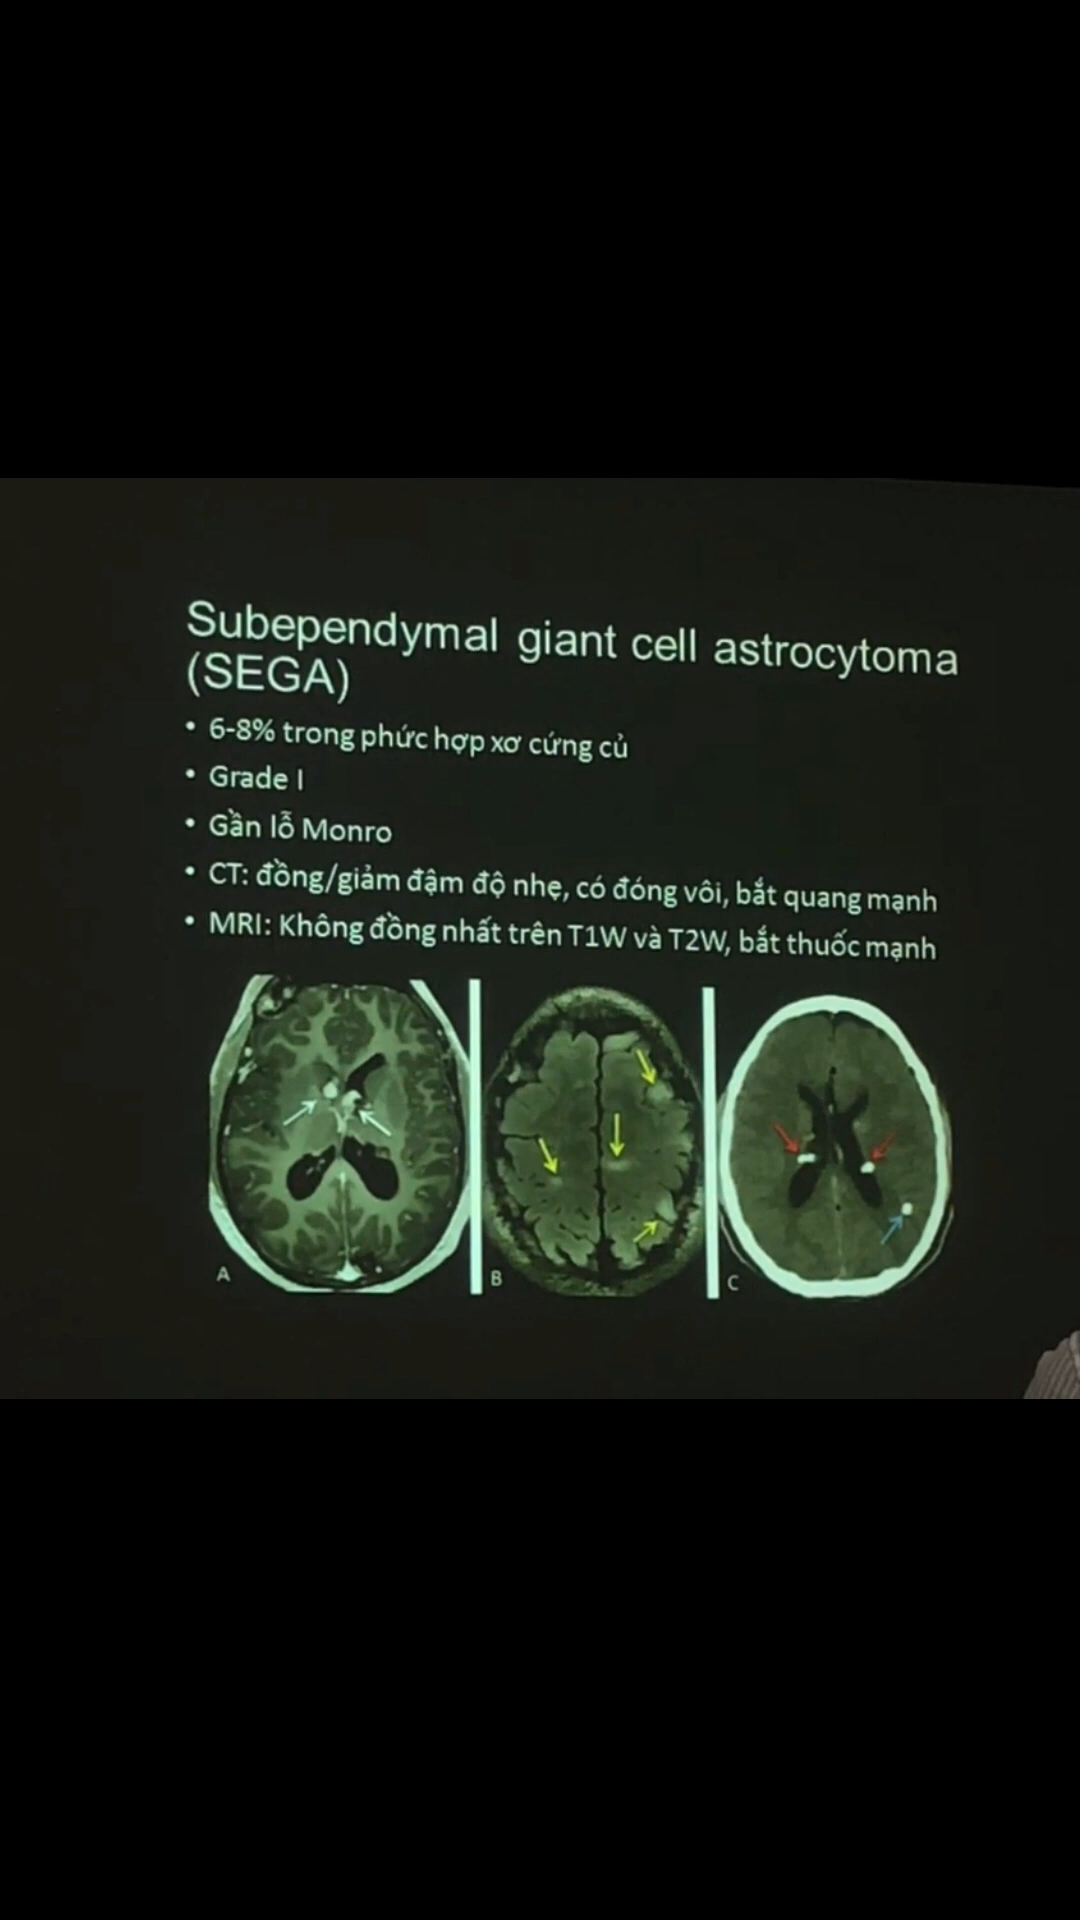 Subependymal giant cell astrocytoma
(SEGA)
• 6-8% trong phức hợp xơ cứng củ
• Grade I
• Gần lỗ Monro
• CT: đồng/giảm đậm độ nhẹ, có đóng vôi, bắt quang mạnh
• MRI: Không đồng nhất trên T1W và T2W, bắt thuốc mạnh
A
B
C